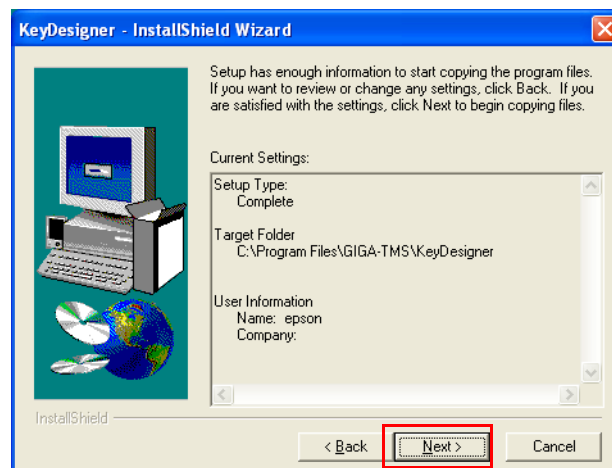 KeyDesigner - InstallShield Wizard
Setup has enough information to start copying the program files.
If you want to review or change any settings, click Back.  If you
are satisfied with the settings, click Next to begin copying files.
Current Settings:
Setup Type:
Complete
Target Folder
C:\Program Files\GIGA-TMS\KeyDesigner
User Information
Name:  epson
Company:
InstallShield
< Back
Next >
Cancel